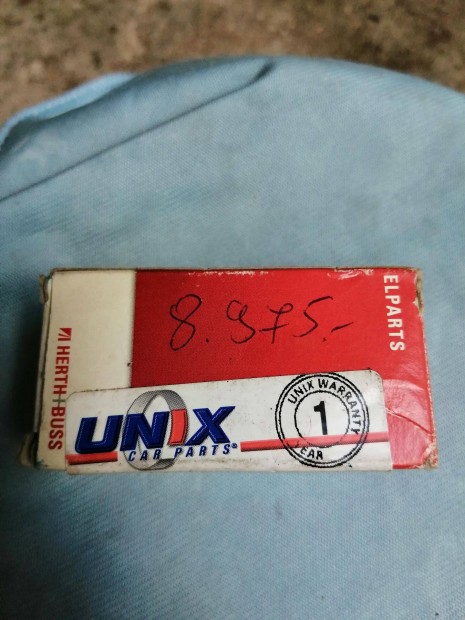 ELPARTS
8.975.-
HERTH+BUSS
UNIX
CAR PARTS®
UNIX WARRANTY
1
YEAR